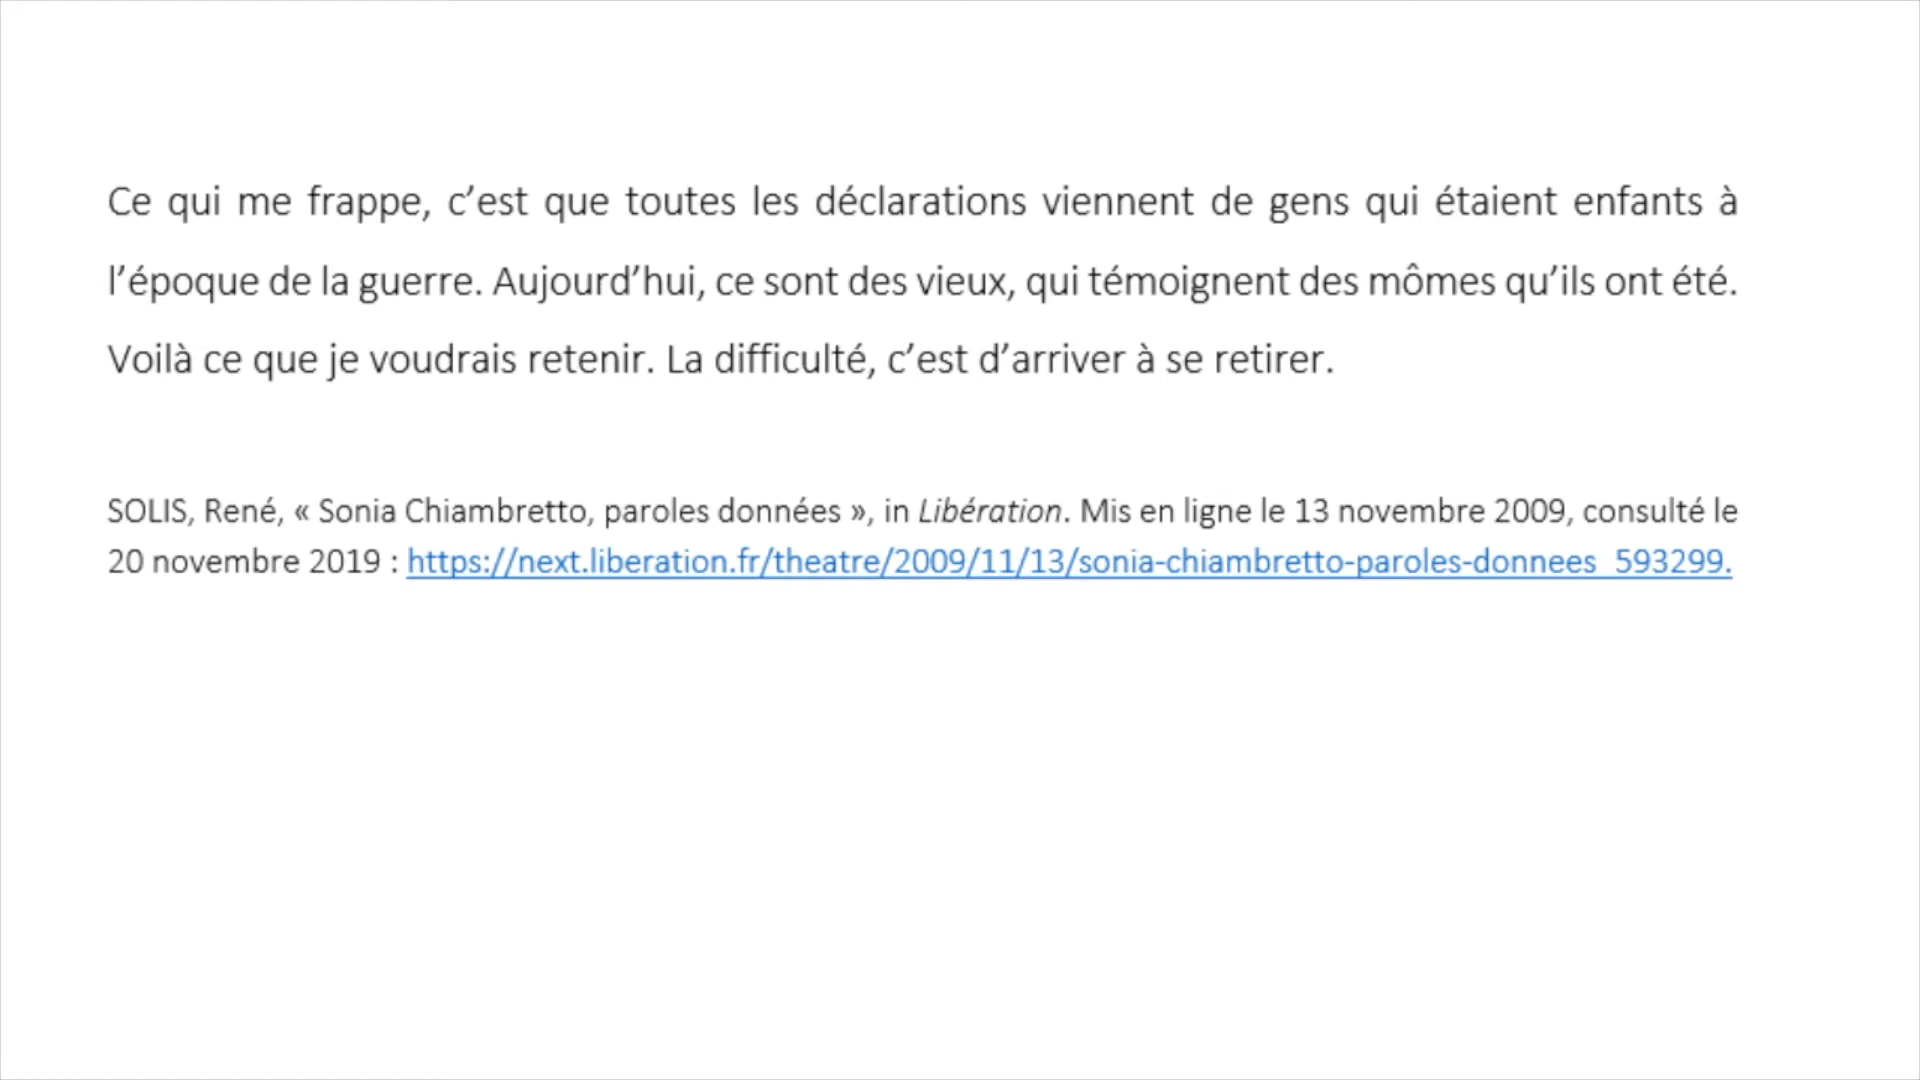 Ce qui me frappe, c’est que toutes les déclarations viennent de gens qui étaient enfants à
l’époque de la guerre. Aujourd’hui, ce sont des vieux, qui témoignent des mômes qu’ils ont été.
Voilà ce que je voudrais retenir. La difficulté, c’est d’arriver à se retirer.
SOLIS, René, « Sonia Chiambretto, paroles données », in Libération. Mis en ligne le 13 novembre 2009, consulté le
20 novembre 2019 : https://next.liberation.fr/theatre/2009/11/13/sonia-chiambretto-paroles-donnees_593299.